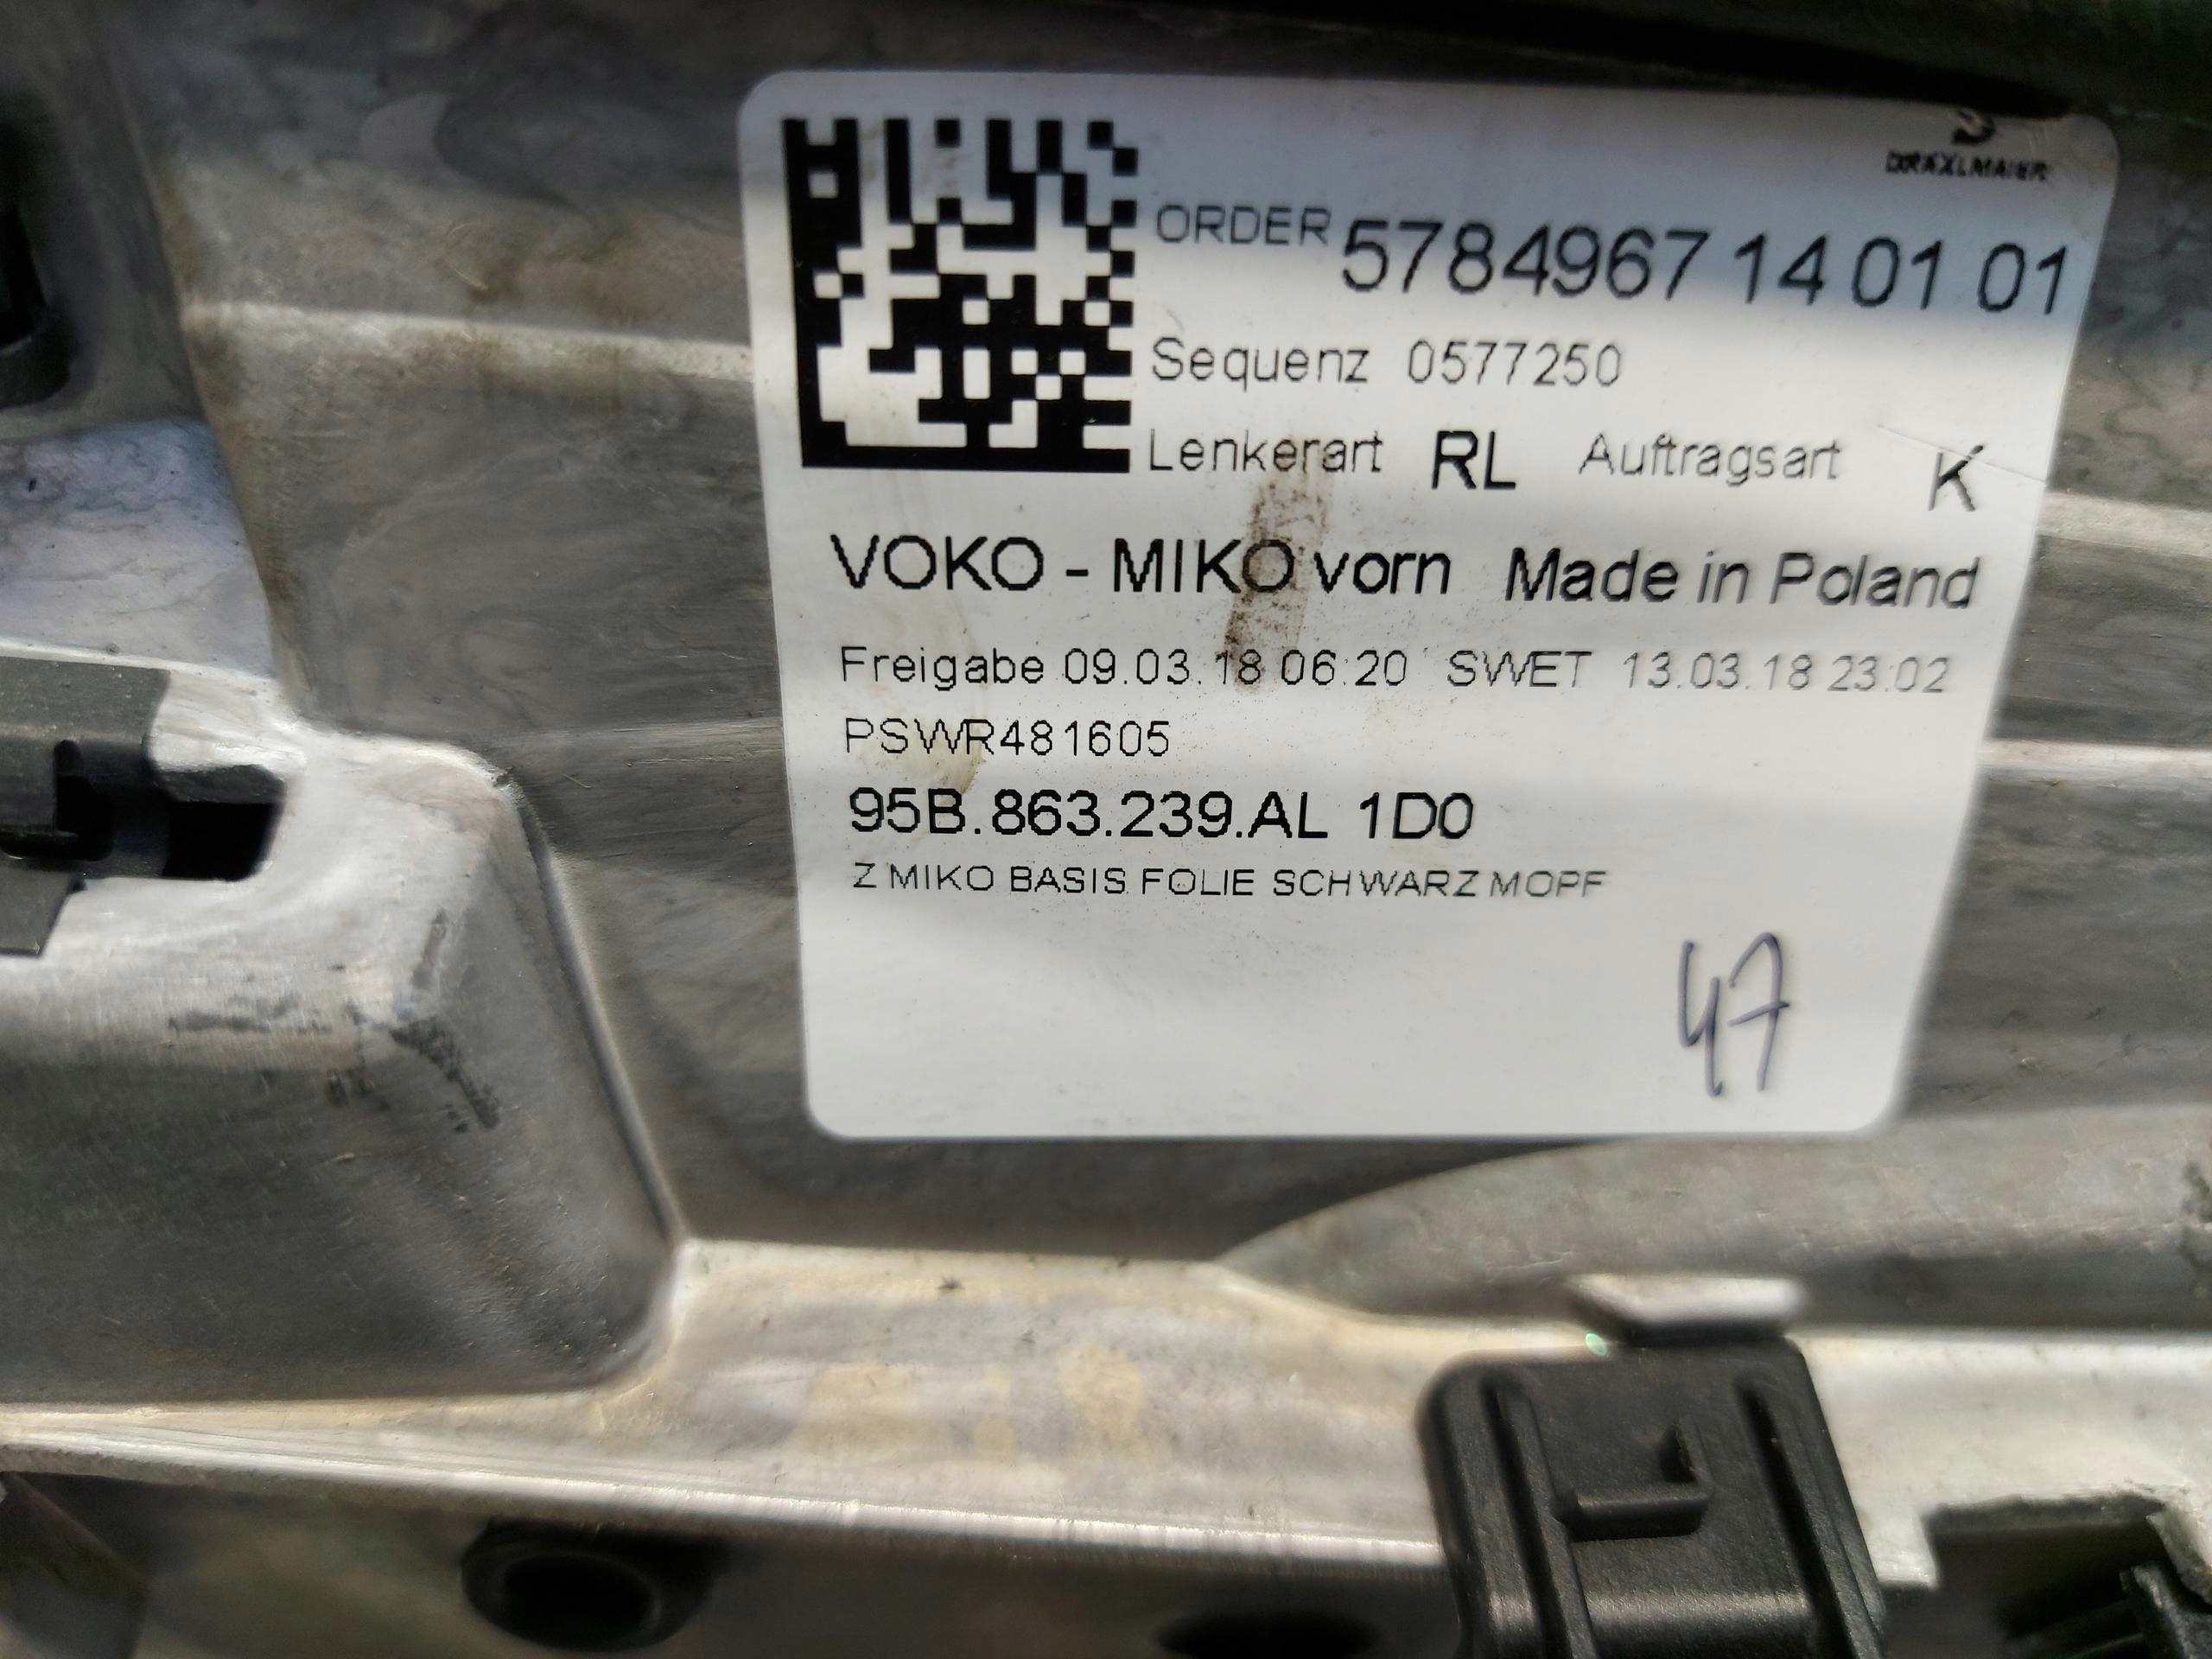 DRÄXLMAIER
ORDER 5784967 14 01 01
Sequenz 0577250
Lenkerart RL Auftragsart K
VOKO - MIKO vorn Made in Poland
Freigabe 09.03.18 06:20 SWET 13.03.18 23:02
PSWR481605
95B.863.239.AL 1D0
Z MIKO BASIS FOLIE SCHWARZ MOPF
47